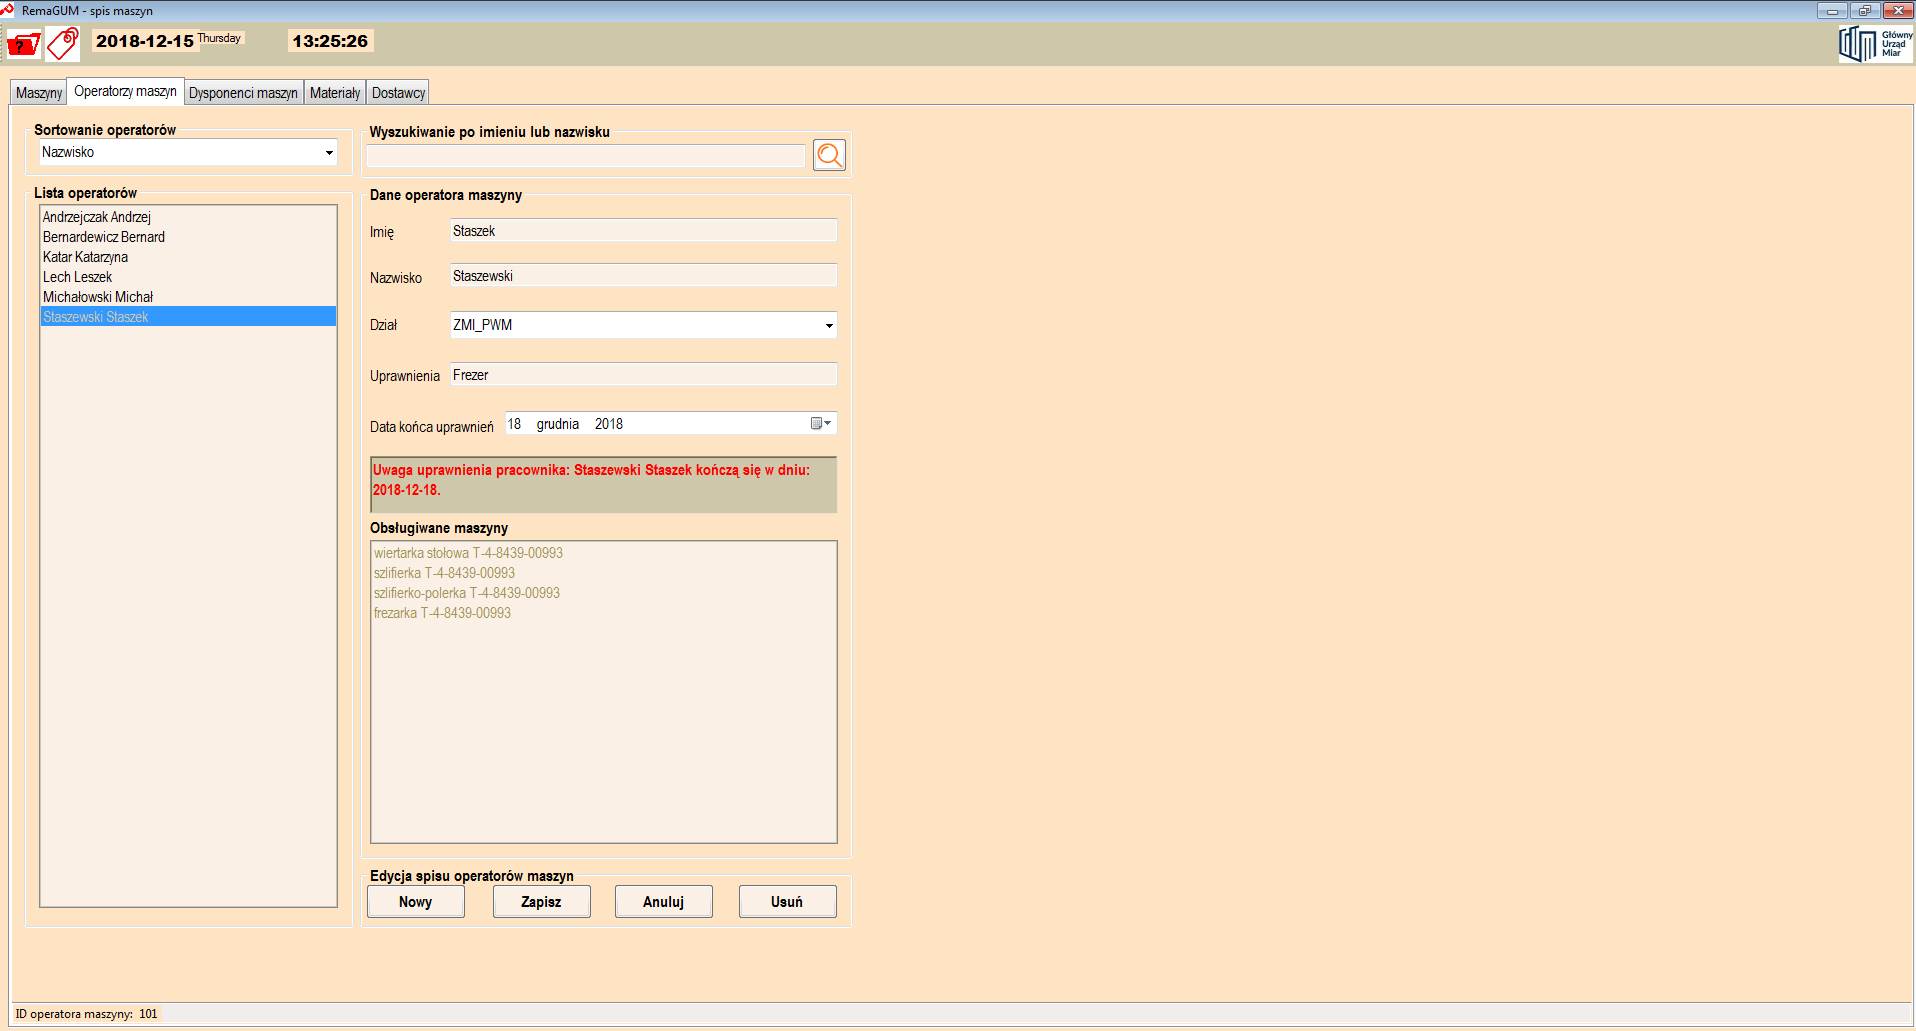 RemaGUM - spis maszyn
2018-12-15 Thursday 13:25:26
Główny
Urząd
Miar
Maszyny Operatorzy maszyn Dysponenci maszyn Materiały Dostawcy
Sortowanie operatorów
Nazwisko
Lista operatorów
Andrzejczak Andrzej
Bernardewicz Bernard
Katar Katarzyna
Lech Leszek
Michałowski Michał
Staszewski Staszek
Wyszukiwanie po imieniu lub nazwisku
Dane operatora maszyny
Imię Staszek
Nazwisko Staszewski
Dział ZMI_PWM
Uprawnienia Frezer
Data końca uprawnień 18 grudnia 2018
Uwaga uprawnienia pracownika: Staszewski Staszek kończą się w dniu:
2018-12-18.
Obsługiwane maszyny
wiertarka stołowa T-4-8439-00993
szlifierka T-4-8439-00993
szlifierko-polerka T-4-8439-00993
frezarka T-4-8439-00993
Edycja spisu operatorów maszyn
Nowy Zapisz Anuluj Usuń
ID operatora maszyny: 101